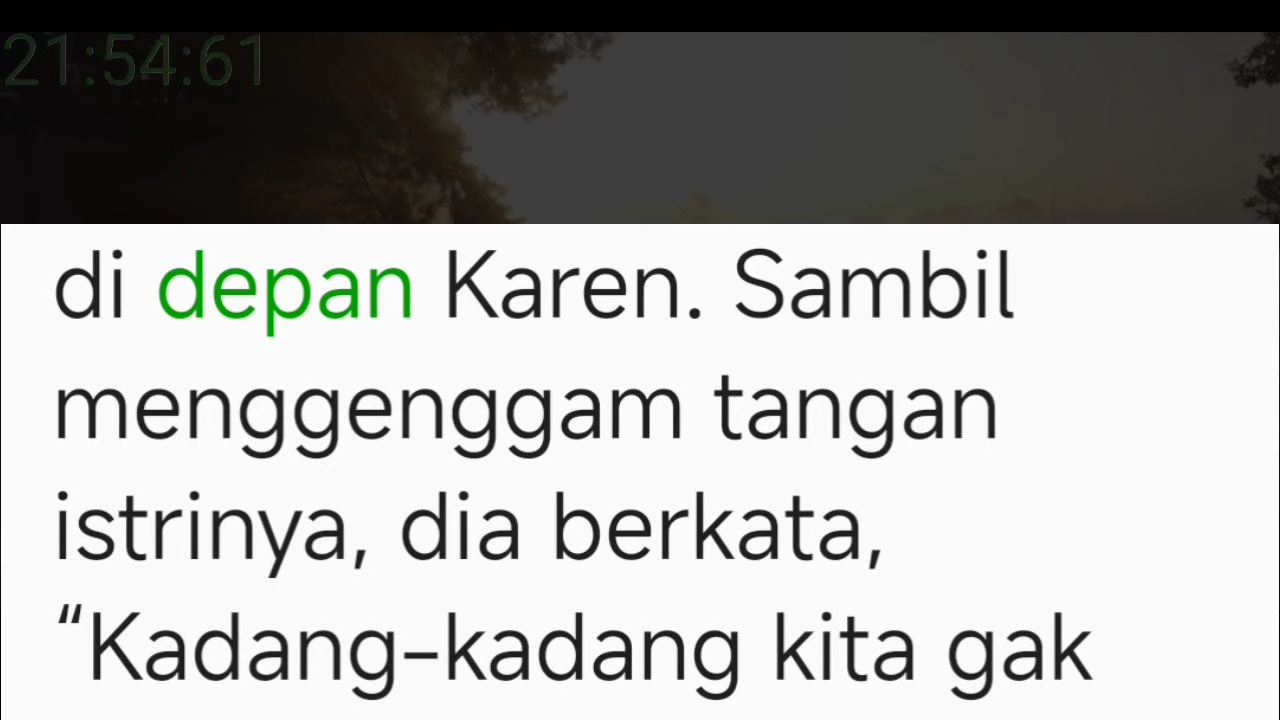 21:54:61
di depan Karen. Sambil
menggenggam tangan
istrinya, dia berkata,
“Kadang-kadang kita gak